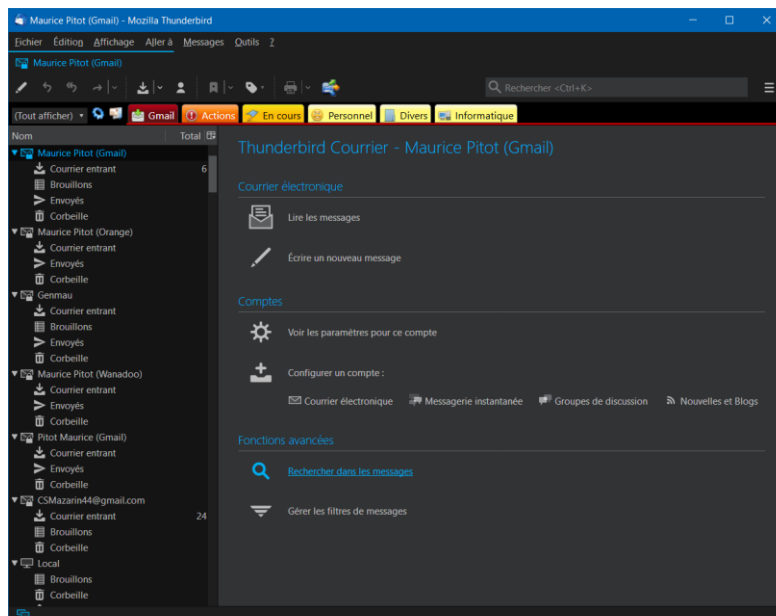 Maurice Pitot (Gmail) - Mozilla Thunderbird
Fichier Édition Affichage Aller à Messages Outils ?
Maurice Pitot (Gmail)
Rechercher <Ctrl+K>
(Tout afficher) Gmail Actions En cours Personnel Divers Informatique
Nom Total
Maurice Pitot (Gmail)
Courrier entrant 6
Brouillons
Envoyés
Corbeille
Maurice Pitot (Orange)
Courrier entrant
Envoyés
Corbeille
Genmau
Courrier entrant
Brouillons
Envoyés
Corbeille
Maurice Pitot (Wanadoo)
Courrier entrant
Envoyés
Corbeille
Pitot Maurice (Gmail)
Courrier entrant
Envoyés
Corbeille
CSMazarin44@gmail.com
Courrier entrant 24
Brouillons
Corbeille
Local
Brouillons
Corbeille
Thunderbird Courrier - Maurice Pitot (Gmail)
Courrier électronique
Lire les messages
Écrire un nouveau message
Comptes
Voir les paramètres pour ce compte
Configurer un compte :
Courrier électronique Messagerie instantanée Groupes de discussion Nouvelles et Blogs
Fonctions avancées
Rechercher dans les messages
Gérer les filtres de messages